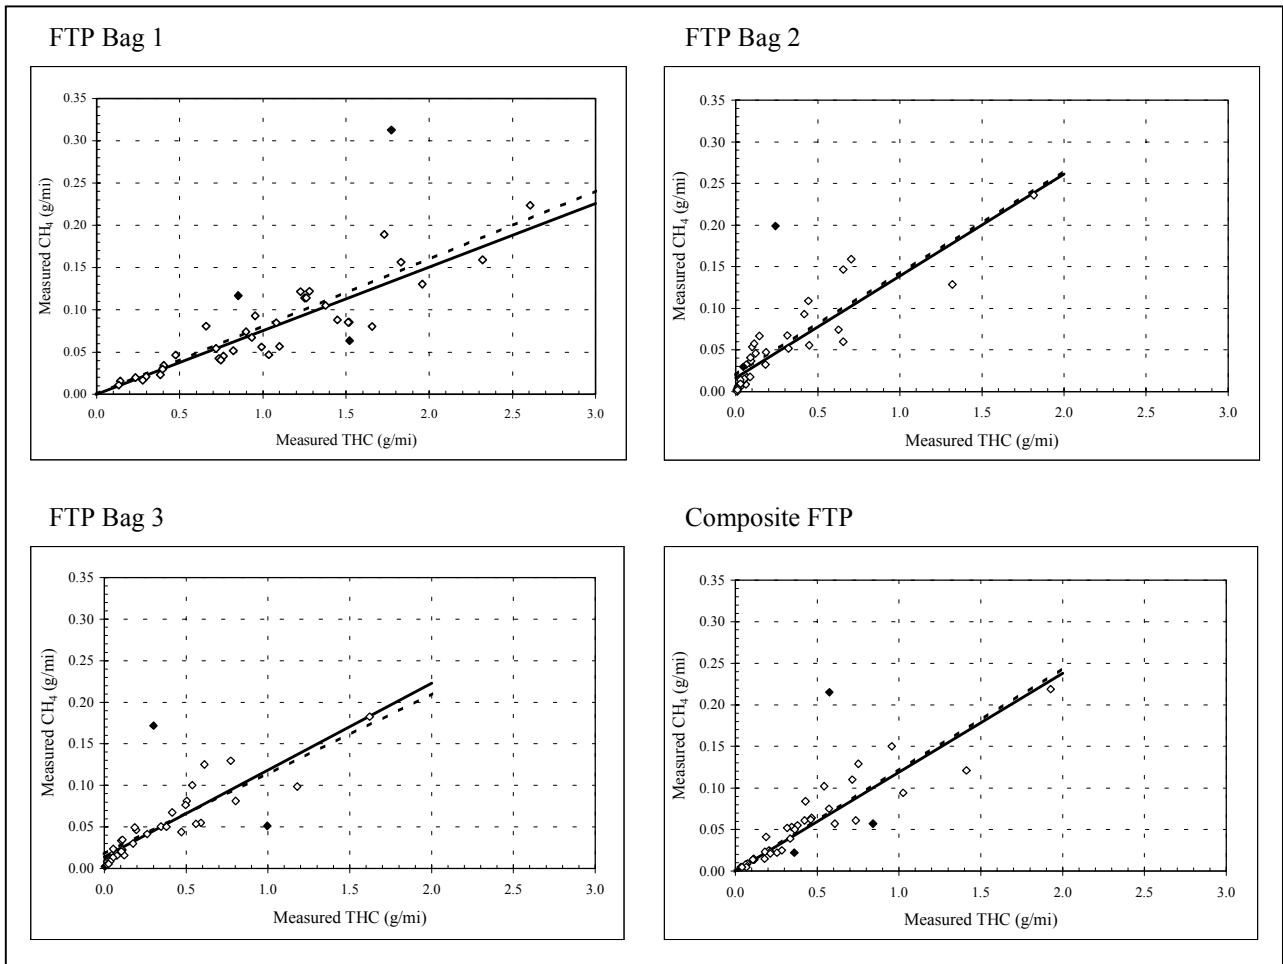 FTP Bag 1
0.35
0.30
0.25
0.20
0.15
0.10
0.05
0.00
Measured CH₄ (g/mi)
0.0 0.5 1.0 1.5 2.0 2.5 3.0
Measured THC (g/mi)
FTP Bag 2
0.35
0.30
0.25
0.20
0.15
0.10
0.05
0.00
Measured CH₄ (g/mi)
0.0 0.5 1.0 1.5 2.0 2.5 3.0
Measured THC (g/mi)
FTP Bag 3
0.35
0.30
0.25
0.20
0.15
0.10
0.05
0.00
Measured CH₄ (g/mi)
0.0 0.5 1.0 1.5 2.0 2.5 3.0
Measured THC (g/mi)
Composite FTP
0.35
0.30
0.25
0.20
0.15
0.10
0.05
0.00
Measured CH₄ (g/mi)
0.0 0.5 1.0 1.5 2.0 2.5 3.0
Measured THC (g/mi)